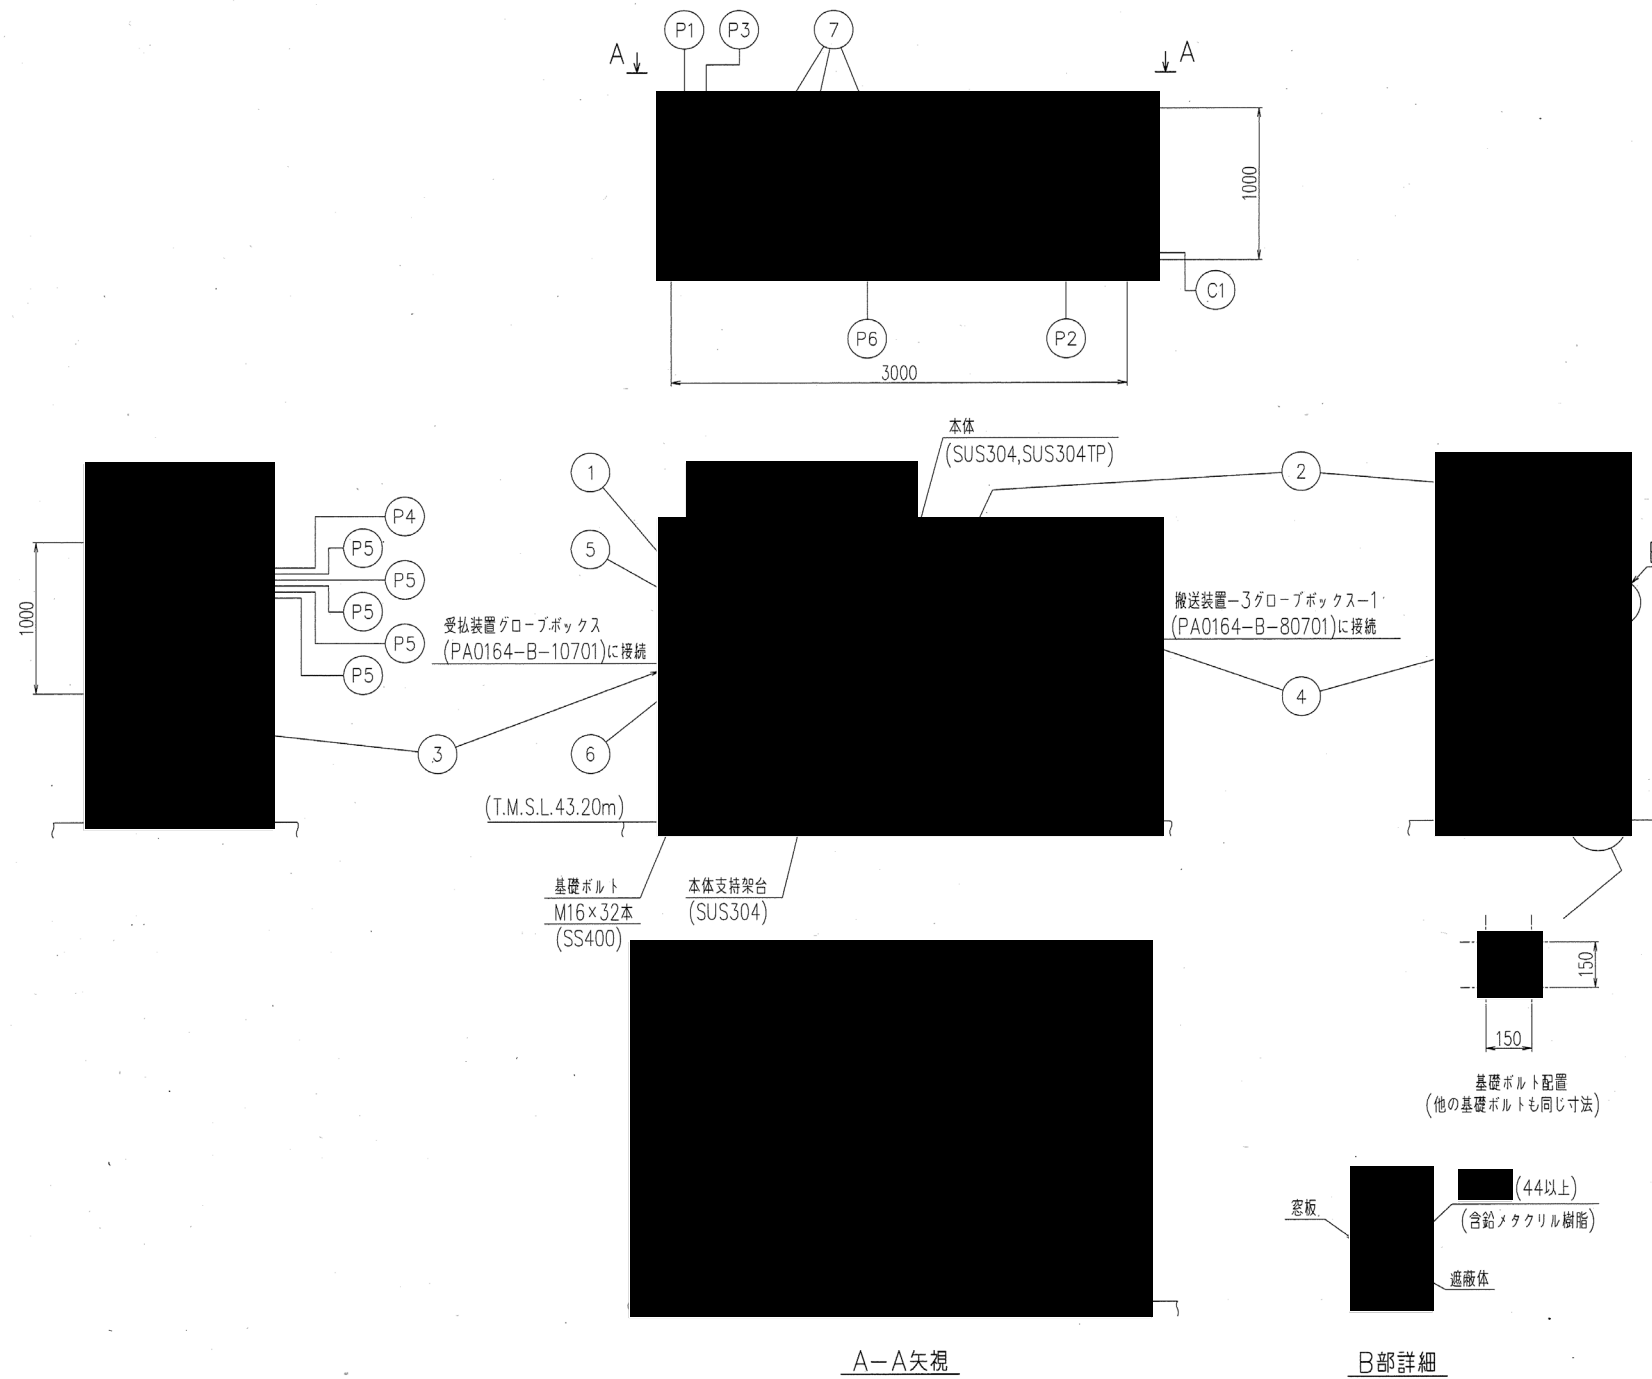 P1
P3
7
A
A
1000
C1
P6
P2
3000
本体
(SUS304,SUS304TP)
1
2
P4
5
P5
P5
1000
P5
搬送装置-3グローブボックス-1
(PA0164-B-80701)に接続
受払装置グローブボックス
(PA0164-B-10701)に接続
P5
P5
4
3
6
(T.M.S.L.43.20m)
基礎ボルト
M16×32本
(SS400)
本体支持架台
(SUS304)
150
150
基礎ボルト配置
(他の基礎ボルトも同じ寸法)
(44以上)
窓板
(含鉛メタクリル樹脂)
遮蔽体
A-A矢視
B部詳細